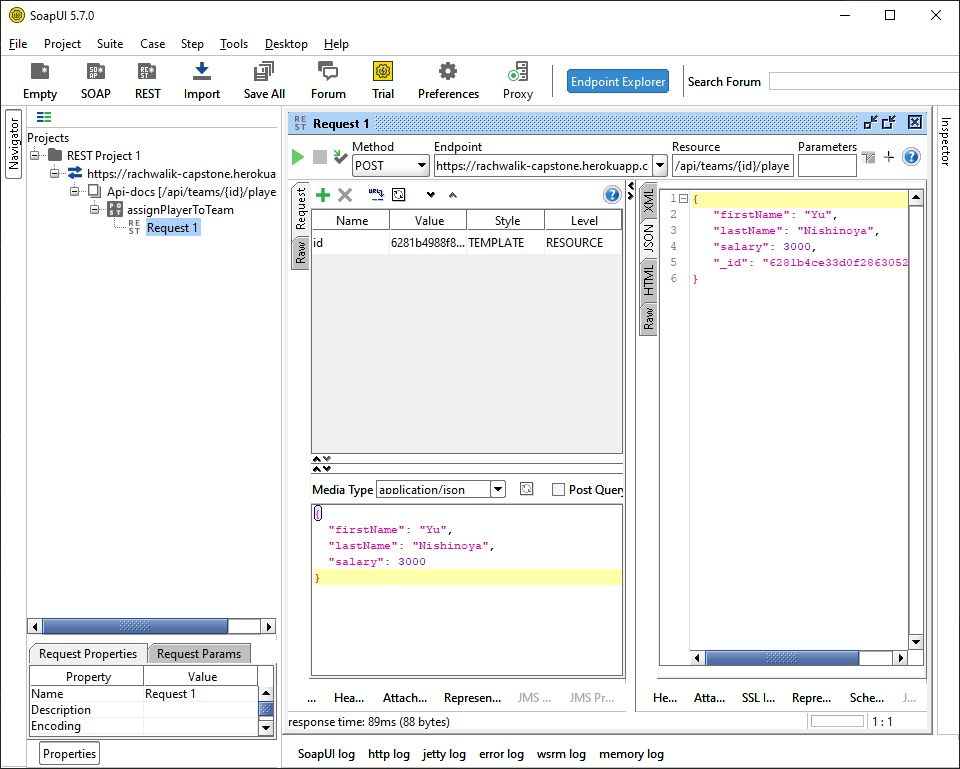 SoapUI 5.7.0
File Project Suite Case Step Tools Desktop Help
Empty SOAP REST Import Save All Forum Trial Preferences Proxy Endpoint Explorer Search Forum
Navigator
Projects
REST Project 1
https://rachwalik-capstone.herokua
Api-docs [/api/teams/{id}/playe
assignPlayerToTeam
Request 1
Request Properties Request Params
Property Value
Name Request 1
Description
Encoding
Properties
Request 1
Method Endpoint Resource Parameters
POST https://rachwalik-capstone.herokuapp.c /api/teams/{id}/playe
Request
Raw
Name Value Style Level
id 6281b4988f8... TEMPLATE RESOURCE
Media Type application/json Post Query
{
"firstName": "Yu",
"lastName": "Nishinoya",
"salary": 3000
}
... Hea... Attach... Represen... JMS ... JMS Pr...
XML
JSON
HTML
Raw
1 {
2 "firstName": "Yu",
3 "lastName": "Nishinoya",
4 "salary": 3000,
5 "_id": "6281b4ce33d0f2863052
6 }
He... Atta... SSL I... Repre... Sche... J...
response time: 89ms (88 bytes) 1 : 1
SoapUI log http log jetty log error log wsrm log memory log
Inspector